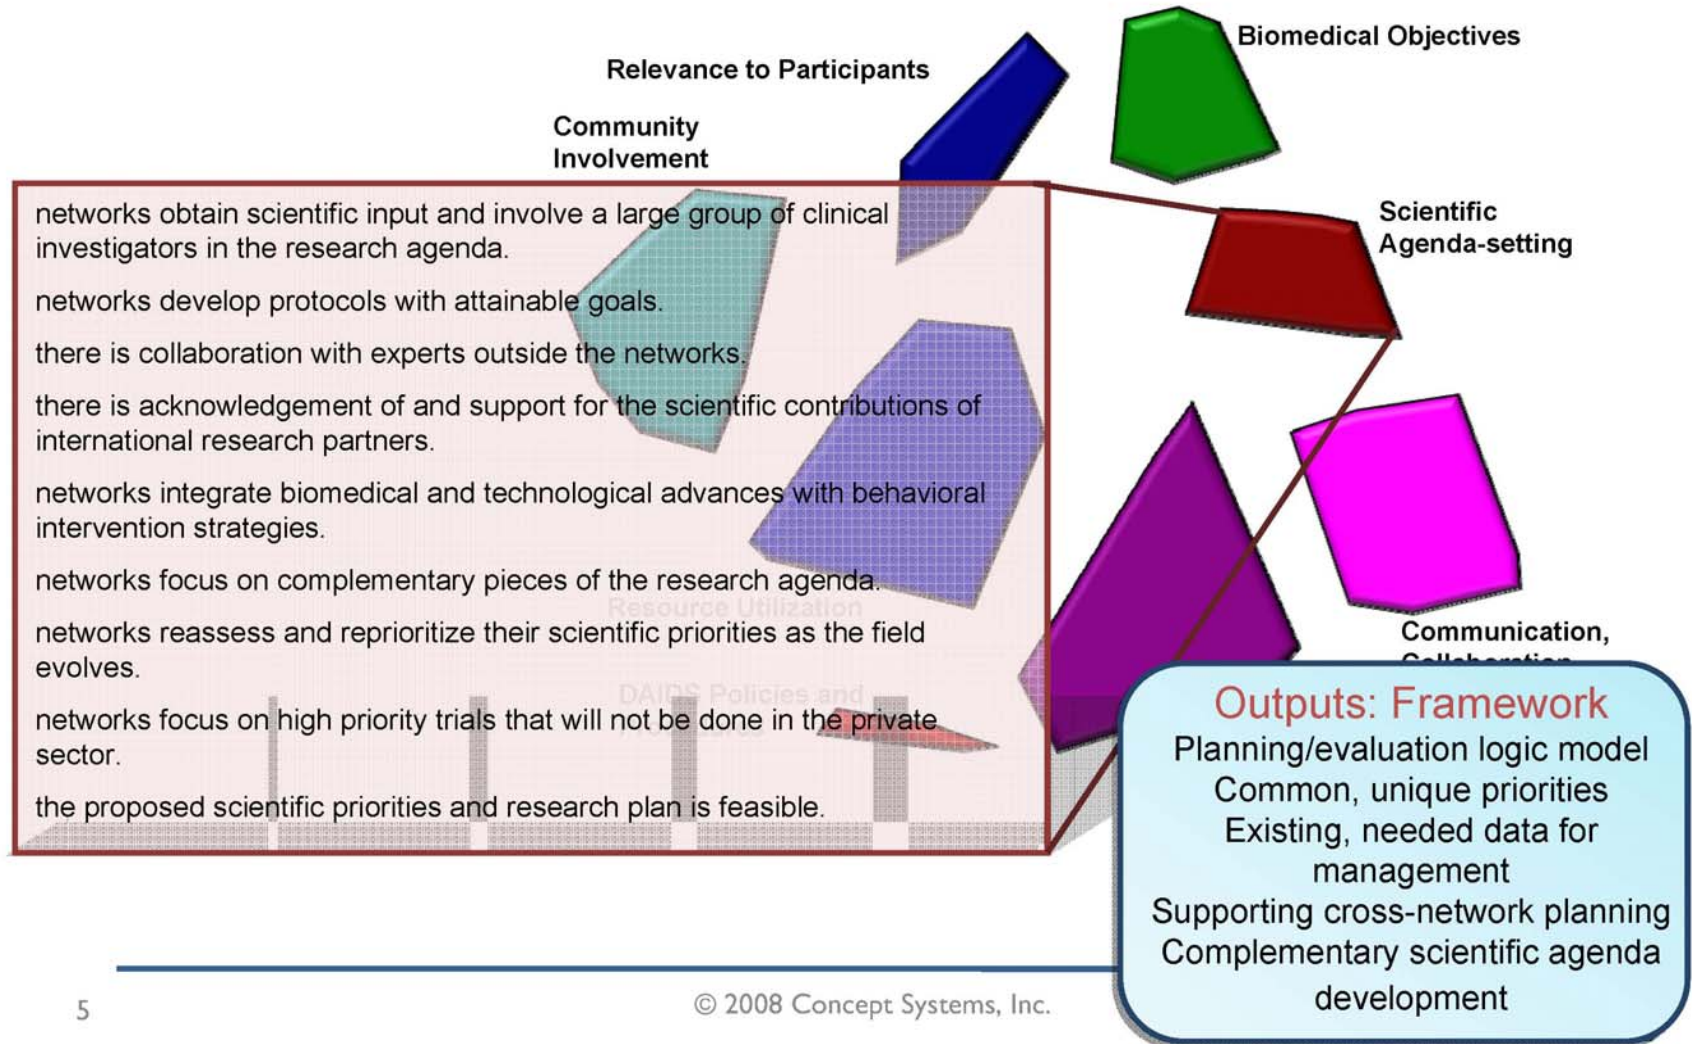 Biomedical Objectives
Relevance to Participants
Community
Involvement
Scientific
Agenda-setting
networks obtain scientific input and involve a large group of clinical
investigators in the research agenda.
networks develop protocols with attainable goals.
there is collaboration with experts outside the networks.
there is acknowledgement of and support for the scientific contributions of
international research partners.
networks integrate biomedical and technological advances with behavioral
intervention strategies.
networks focus on complementary pieces of the research agenda.
Resource Utilization
networks reassess and reprioritize their scientific priorities as the field
evolves.
DAIDS Policies and
networks focus on high priority trials that will not be done in the private
sector.
the proposed scientific priorities and research plan is feasible.
Communication,
Outputs: Framework
Planning/evaluation logic model
Common, unique priorities
Existing, needed data for
management
Supporting cross-network planning
Complementary scientific agenda
development
5
© 2008 Concept Systems, Inc.